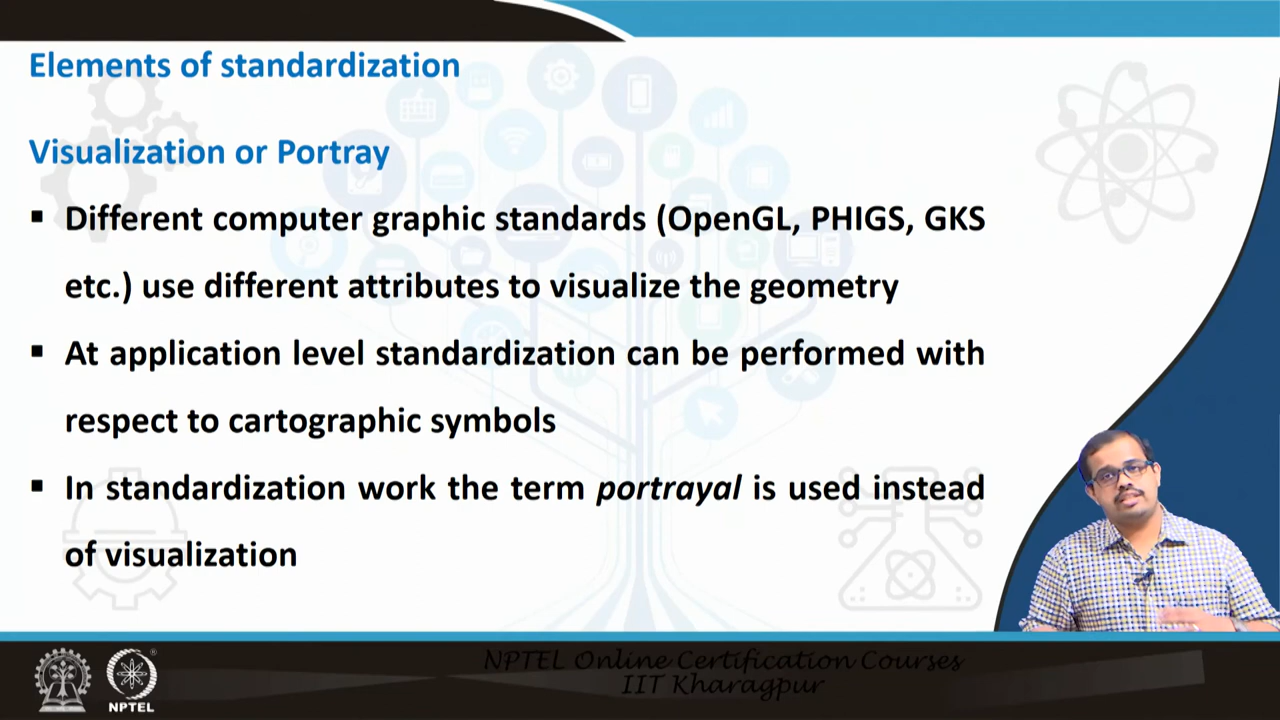 Elements of standardization
Visualization or Portray
▪ Different computer graphic standards (OpenGL, PHIGS, GKS
etc.) use different attributes to visualize the geometry
▪ At application level standardization can be performed with
respect to cartographic symbols
▪ In standardization work the term portrayal is used instead
of visualization
NPTEL Online Certification Courses
IIT Kharagpur
NPTEL